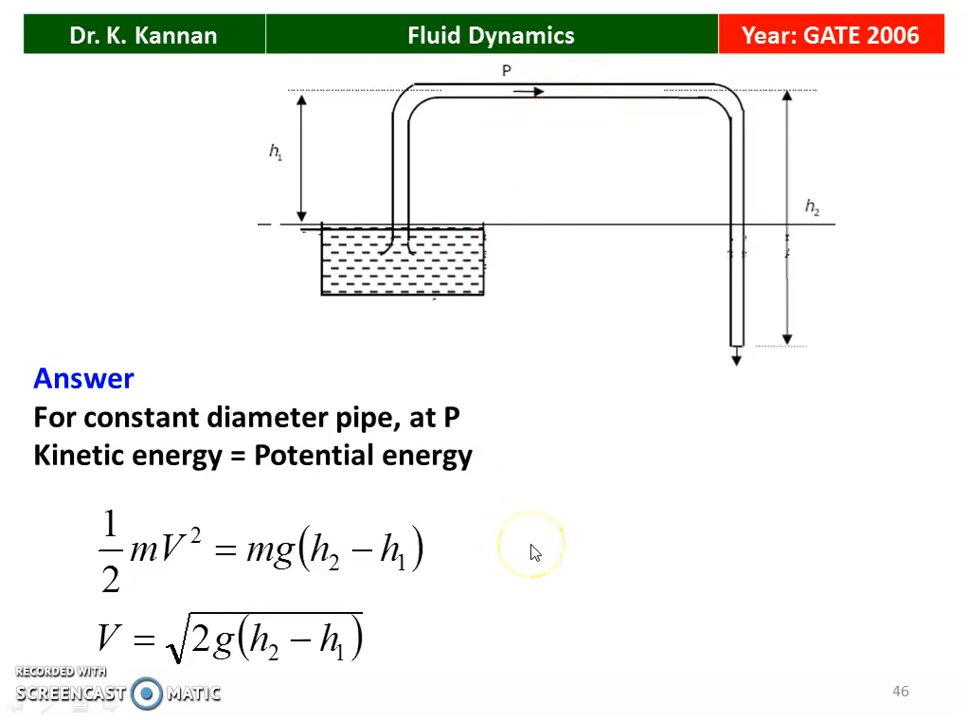 Dr. K. Kannan Fluid Dynamics Year: GATE 2006
P
h₁
h₂
Answer
For constant diameter pipe, at P
Kinetic energy = Potential energy
1/2 mV² = mg(h₂ − h₁)
V = √2g(h₂ − h₁)
RECORDED WITH
SCREENCAST MATIC
46